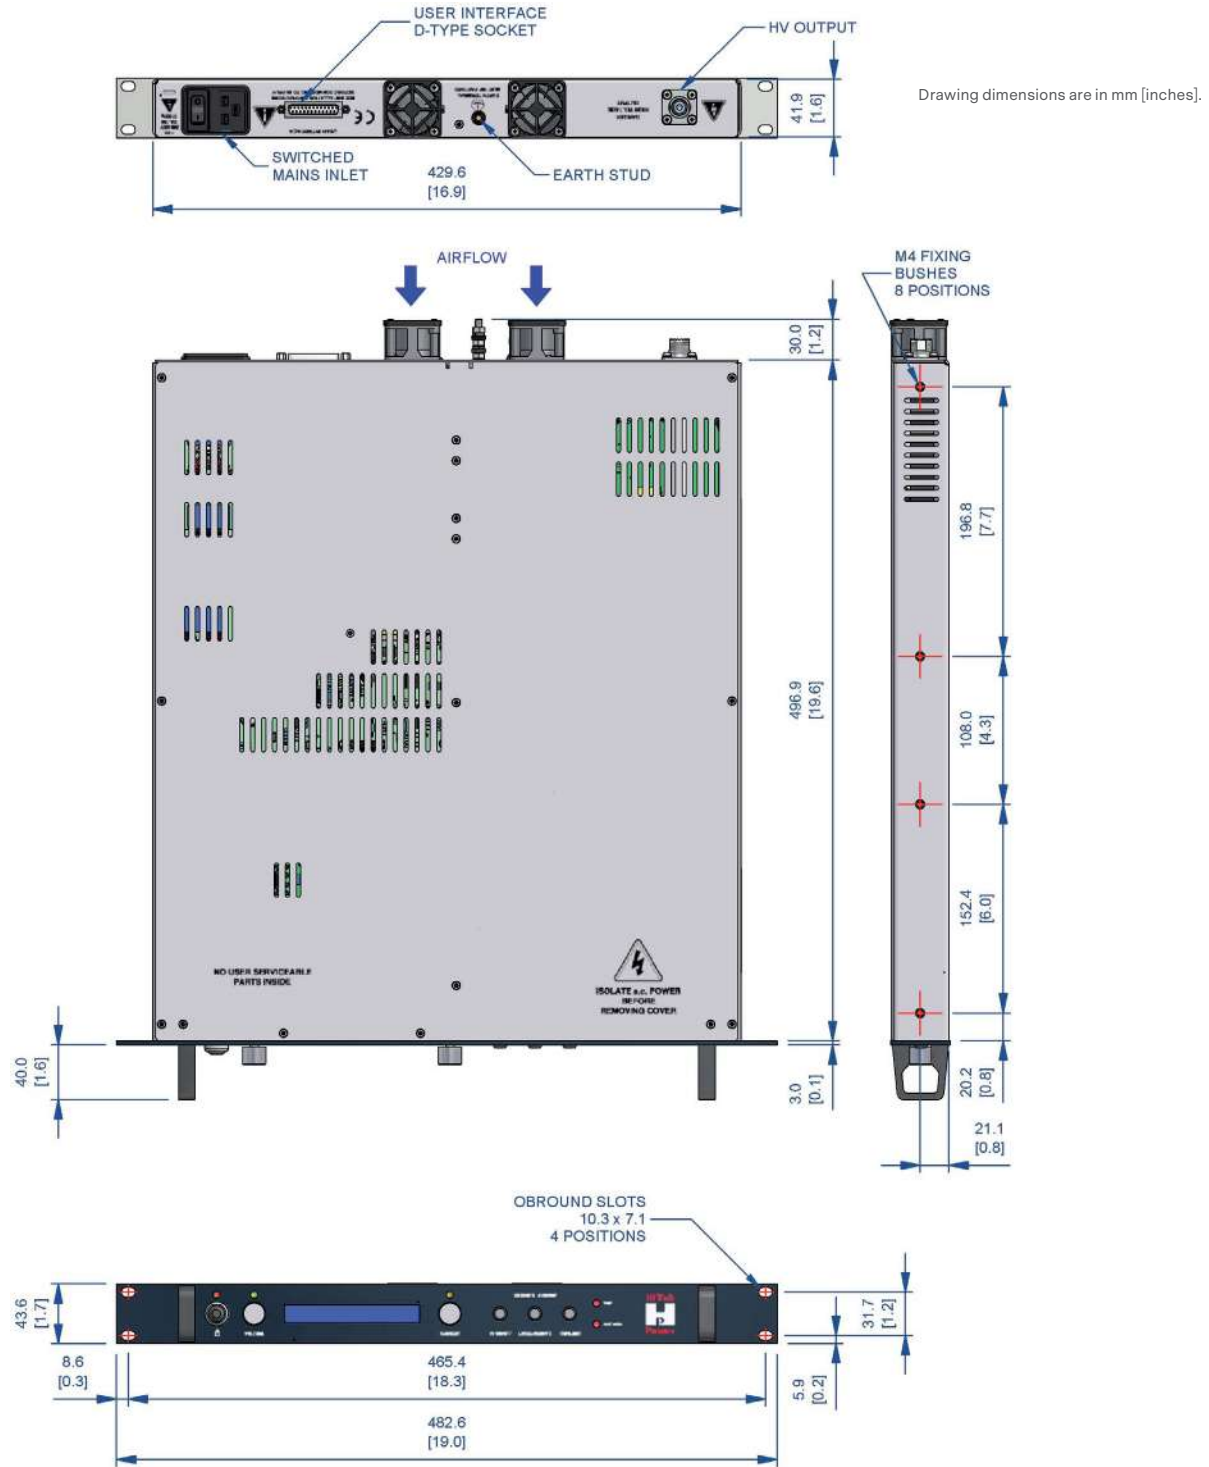 USER INTERFACE
D-TYPE SOCKET
HV OUTPUT
Drawing dimensions are in mm [inches].
41.9
[1.6]
SWITCHED
MAINS INLET
EARTH STUD
429.6
[16.9]
AIRFLOW
M4 FIXING
BUSHES
8 POSITIONS
30.0
[1.2]
196.8
[7.7]
496.9
[19.6]
108.0
[4.3]
152.4
[6.0]
NO USER SERVICEABLE
PARTS INSIDE
ISOLATE a.c. POWER
BEFORE
REMOVING COVER
40.0
[1.6]
3.0
[0.1]
20.2
[0.8]
21.1
[0.8]
OBROUND SLOTS
10.3 x 7.1
4 POSITIONS
43.6
[1.7]
HiTek
P
Power
31.7
[1.2]
8.6
[0.3]
465.4
[18.3]
5.9
[0.2]
482.6
[19.0]